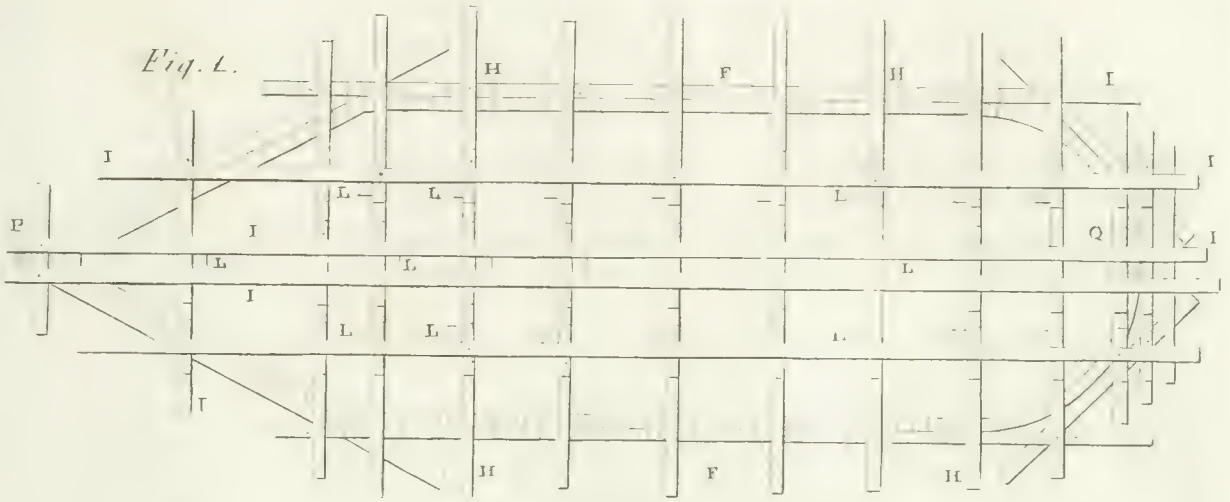 Fig. 1.
H F H I
I L L L I
P I Q I
L L L
I
L L L
I
H F H